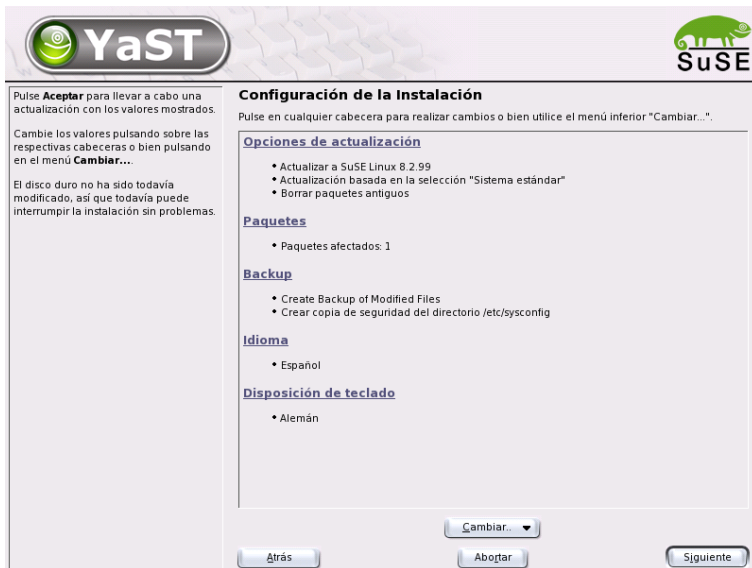 YaST
SuSE
Pulse Aceptar para llevar a cabo una
actualización con los valores mostrados.
Cambie los valores pulsando sobre las
respectivas cabeceras o bien pulsando
en el menú Cambiar....
El disco duro no ha sido todavía
modificado, así que todavía puede
interrumpir la instalación sin problemas.
Configuración de la Instalación
Pulse en cualquier cabecera para realizar cambios o bien utilice el menú inferior "Cambiar...".
Opciones de actualización
Actualizar a SuSE Linux 8.2.99
Actualización basada en la selección "Sistema estándar"
Borrar paquetes antiguos
Paquetes
Paquetes afectados: 1
Backup
Create Backup of Modified Files
Crear copia de seguridad del directorio /etc/sysconfig
Idioma
Español
Disposición de teclado
Alemán
Cambiar..
Atrás
Abortar
Siguiente